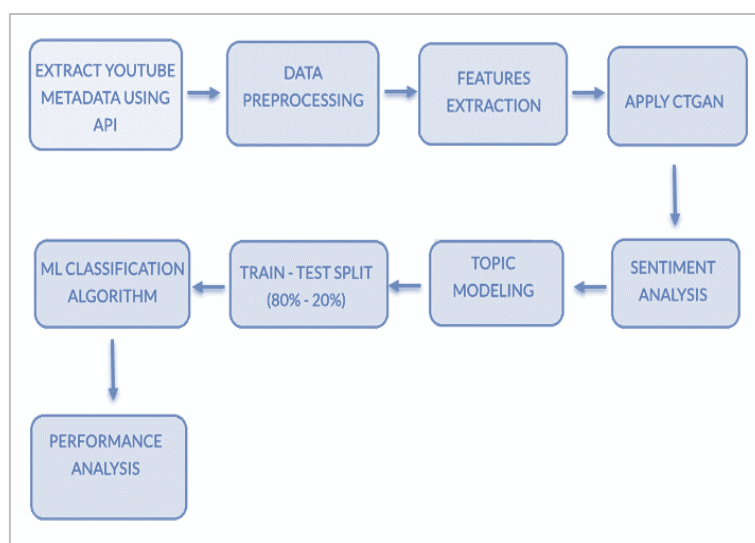 EXTRACT YOUTUBE
METADATA USING
API
DATA
PREPROCESSING
FEATURES
EXTRACTION
APPLY CTGAN
SENTIMENT
ANALYSIS
TOPIC
MODELING
TRAIN - TEST SPLIT
(80% - 20%)
ML CLASSIFICATION
ALGORITHM
PERFORMANCE
ANALYSIS